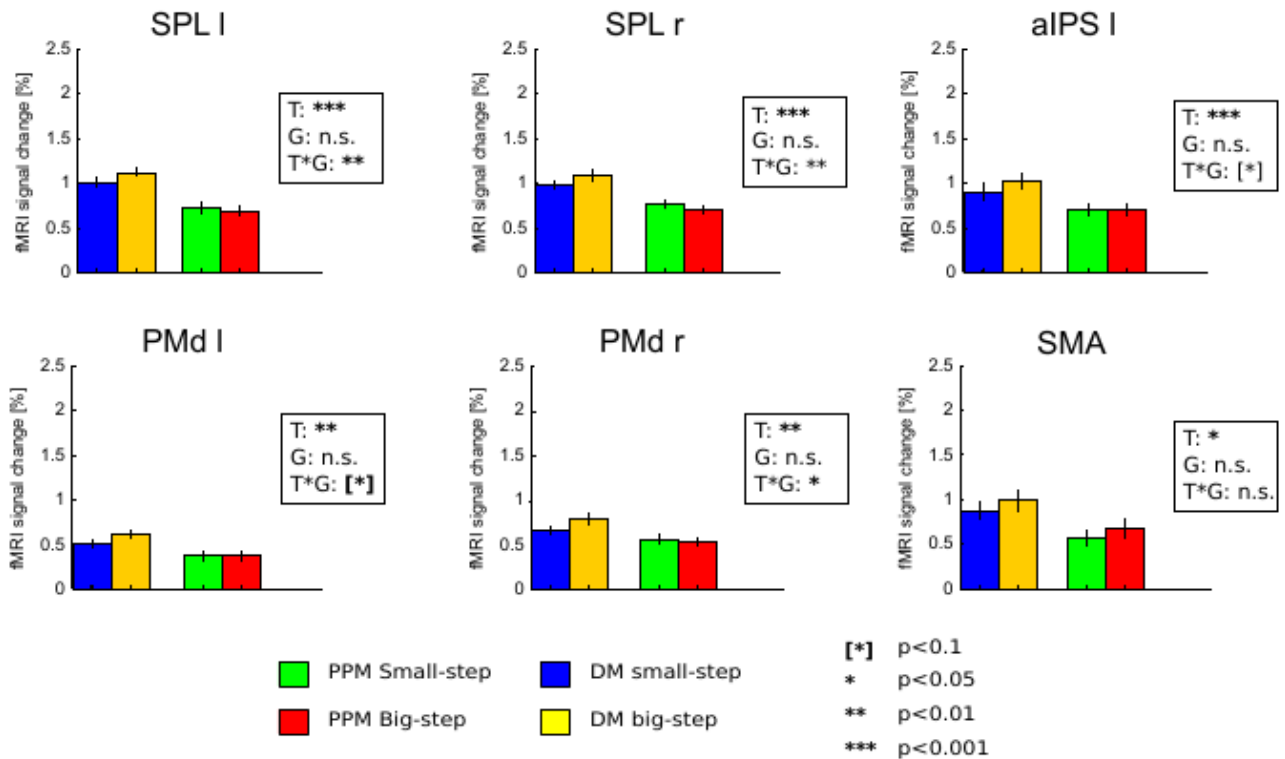 SPL l
fMRI signal change [%]
2.5
2
1.5
1
0.5
0
T: ***
G: n.s.
T*G: **
SPL r
fMRI signal change [%]
2.5
2
1.5
1
0.5
0
T: ***
G: n.s.
T*G: **
aIPS l
fMRI signal change [%]
2.5
2
1.5
1
0.5
0
T: ***
G: n.s.
T*G: [*]
PMd l
fMRI signal change [%]
2.5
2
1.5
1
0.5
0
T: **
G: n.s.
T*G: [*]
PMd r
fMRI signal change [%]
2.5
2
1.5
1
0.5
0
T: **
G: n.s.
T*G: *
SMA
fMRI signal change [%]
2.5
2
1.5
1
0.5
0
T: *
G: n.s.
T*G: n.s.
PPM Small-step
DM small-step
PPM Big-step
DM big-step
[*] p<0.1
* p<0.05
** p<0.01
*** p<0.001